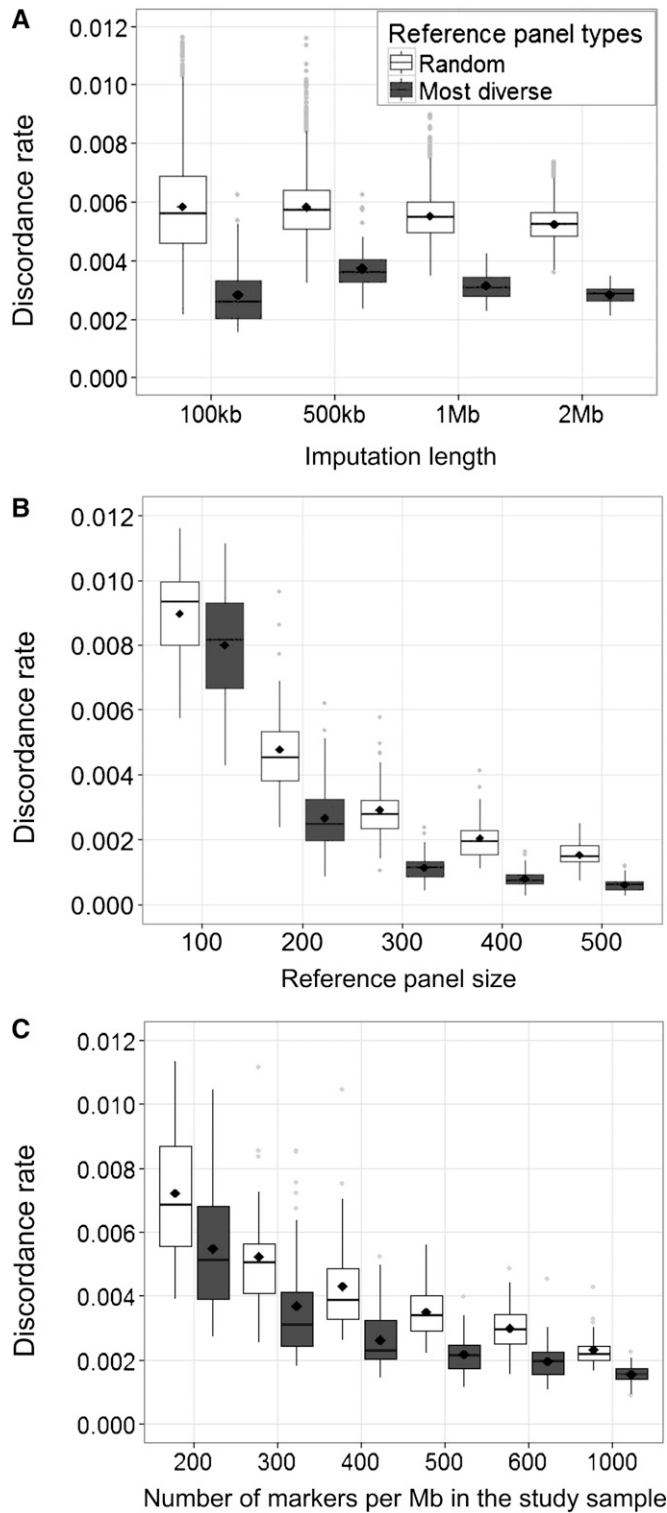 A
Discordance rate
0.012
0.010
0.008
0.006
0.004
0.002
0.000
Reference panel types
Random
Most diverse
100kb 500kb 1Mb 2Mb
Imputation length
B
Discordance rate
0.012
0.010
0.008
0.006
0.004
0.002
0.000
100 200 300 400 500
Reference panel size
C
Discordance rate
0.012
0.010
0.008
0.006
0.004
0.002
0.000
200 300 400 500 600 1000
Number of markers per Mb in the study sample